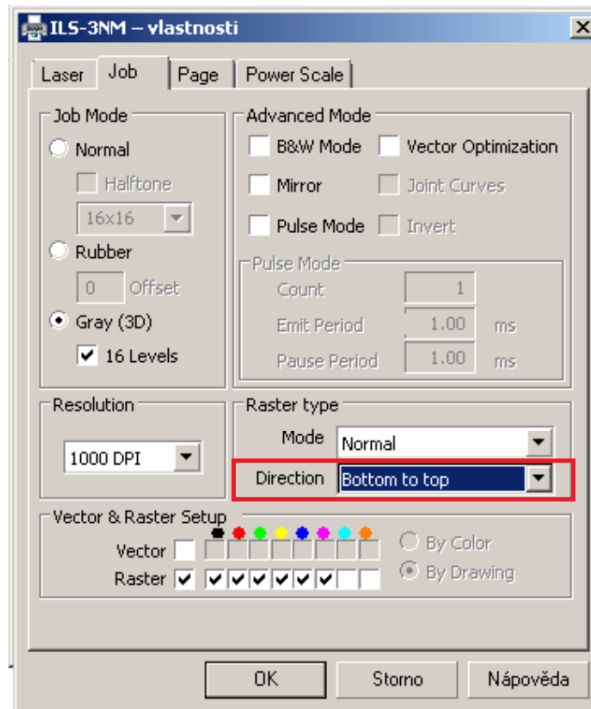 ILS-3NM – vlastnosti
Laser Job Page Power Scale
Job Mode
Normal
Halftone
16x16
Rubber
0 Offset
Gray (3D)
16 Levels
Advanced Mode
B&W Mode Vector Optimization
Mirror Joint Curves
Pulse Mode Invert
Pulse Mode
Count 1
Emit Period 1.00 ms
Pause Period 1.00 ms
Resolution
1000 DPI
Raster type
Mode Normal
Direction Bottom to top
Vector & Raster Setup
Vector
Raster
By Color
By Drawing
OK Storno Nápověda